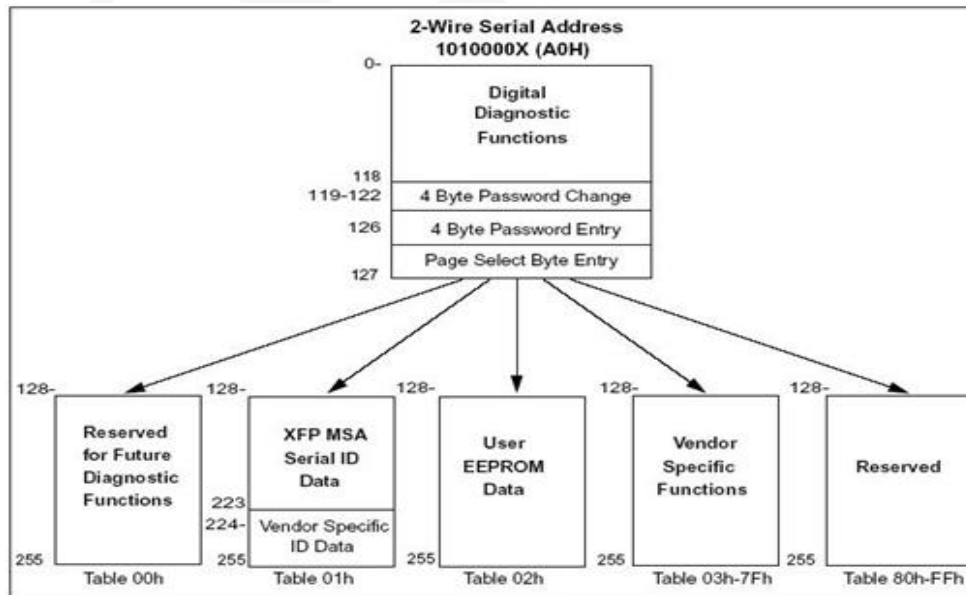 2-Wire Serial Address
1010000X (A0H)
0-
Digital
Diagnostic
Functions
118
119-122
4 Byte Password Change
126
4 Byte Password Entry
Page Select Byte Entry
127
128-
128-
128-
128-
128-
Reserved
for Future
Diagnostic
Functions
255
Table 00h
XFP MSA
Serial ID
Data
223
224-
Vendor Specific
ID Data
255
Table 01h
User
EEPROM
Data
255
Table 02h
Vendor
Specific
Functions
255
Table 03h-7Fh
Reserved
255
Table 80h-FFh